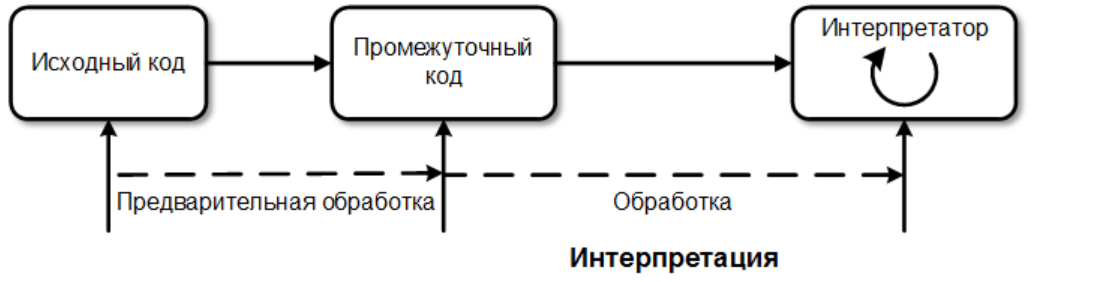 Исходный код
Промежуточный
код
Интерпретатор
Предварительная обработка
Обработка
Интерпретация